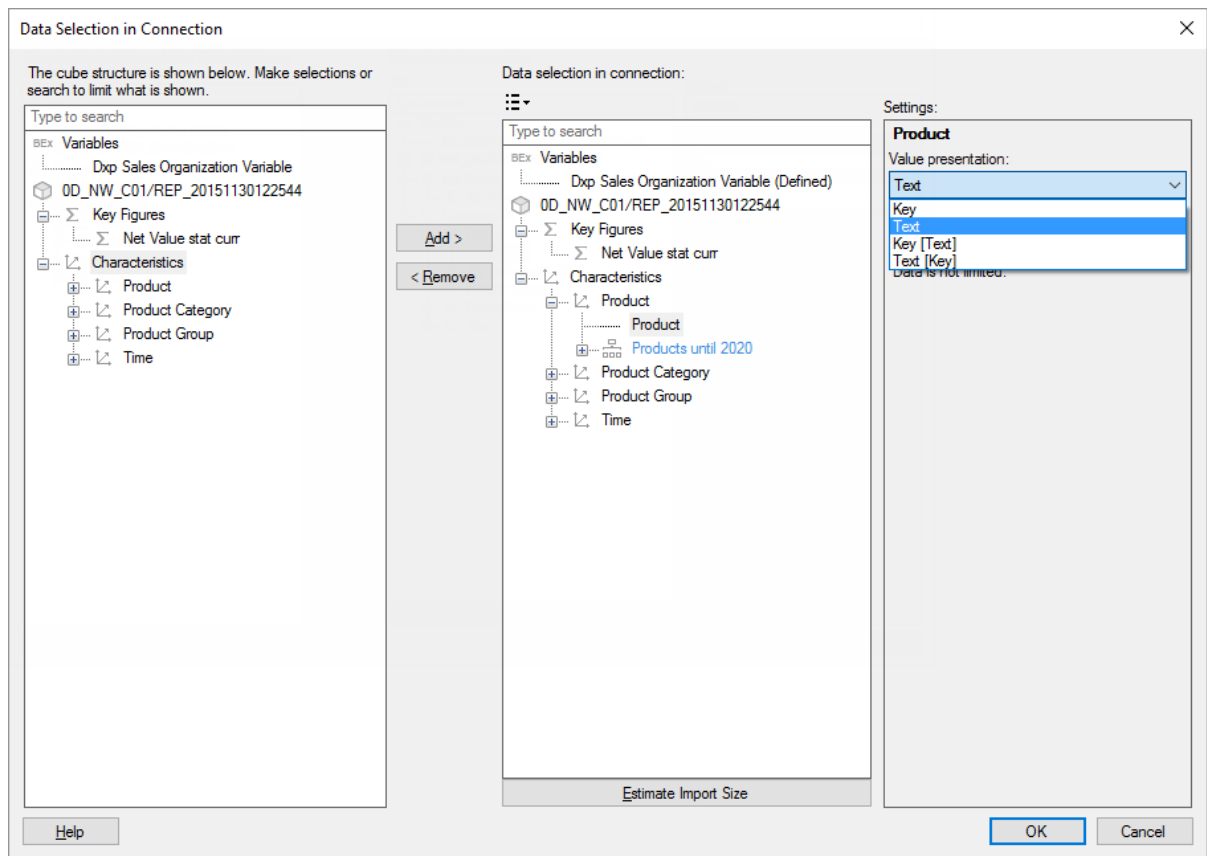 Data Selection in Connection
The cube structure is shown below. Make selections or
search to limit what is shown.
Type to search
BEx Variables
Dxp Sales Organization Variable
0D_NW_C01/REP_20151130122544
Key Figures
Net Value stat curr
Characteristics
Product
Product Category
Product Group
Time
Add >
< Remove
Data selection in connection:
Type to search
BEx Variables
Dxp Sales Organization Variable (Defined)
0D_NW_C01/REP_20151130122544
Key Figures
Net Value stat curr
Characteristics
Product
Product
Products until 2020
Product Category
Product Group
Time
Estimate Import Size
Settings:
Product
Value presentation:
Text
Key
Text
Key [Text]
Text [Key]
Data is not limited.
Help
OK
Cancel